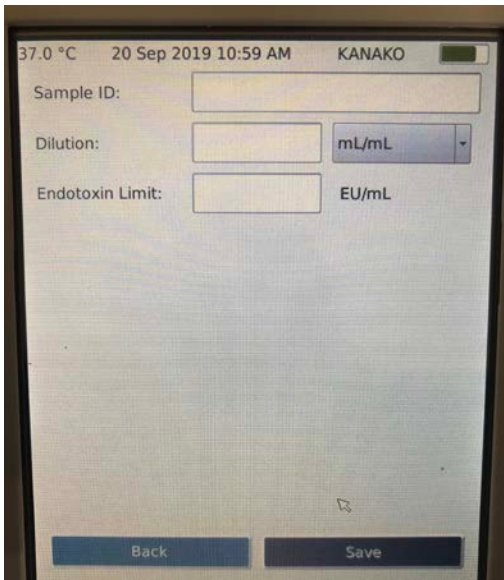 37.0 °C 20 Sep 2019 10:59 AM KANAKO
Sample ID:
Dilution: mL/mL
Endotoxin Limit: EU/mL
Back Save